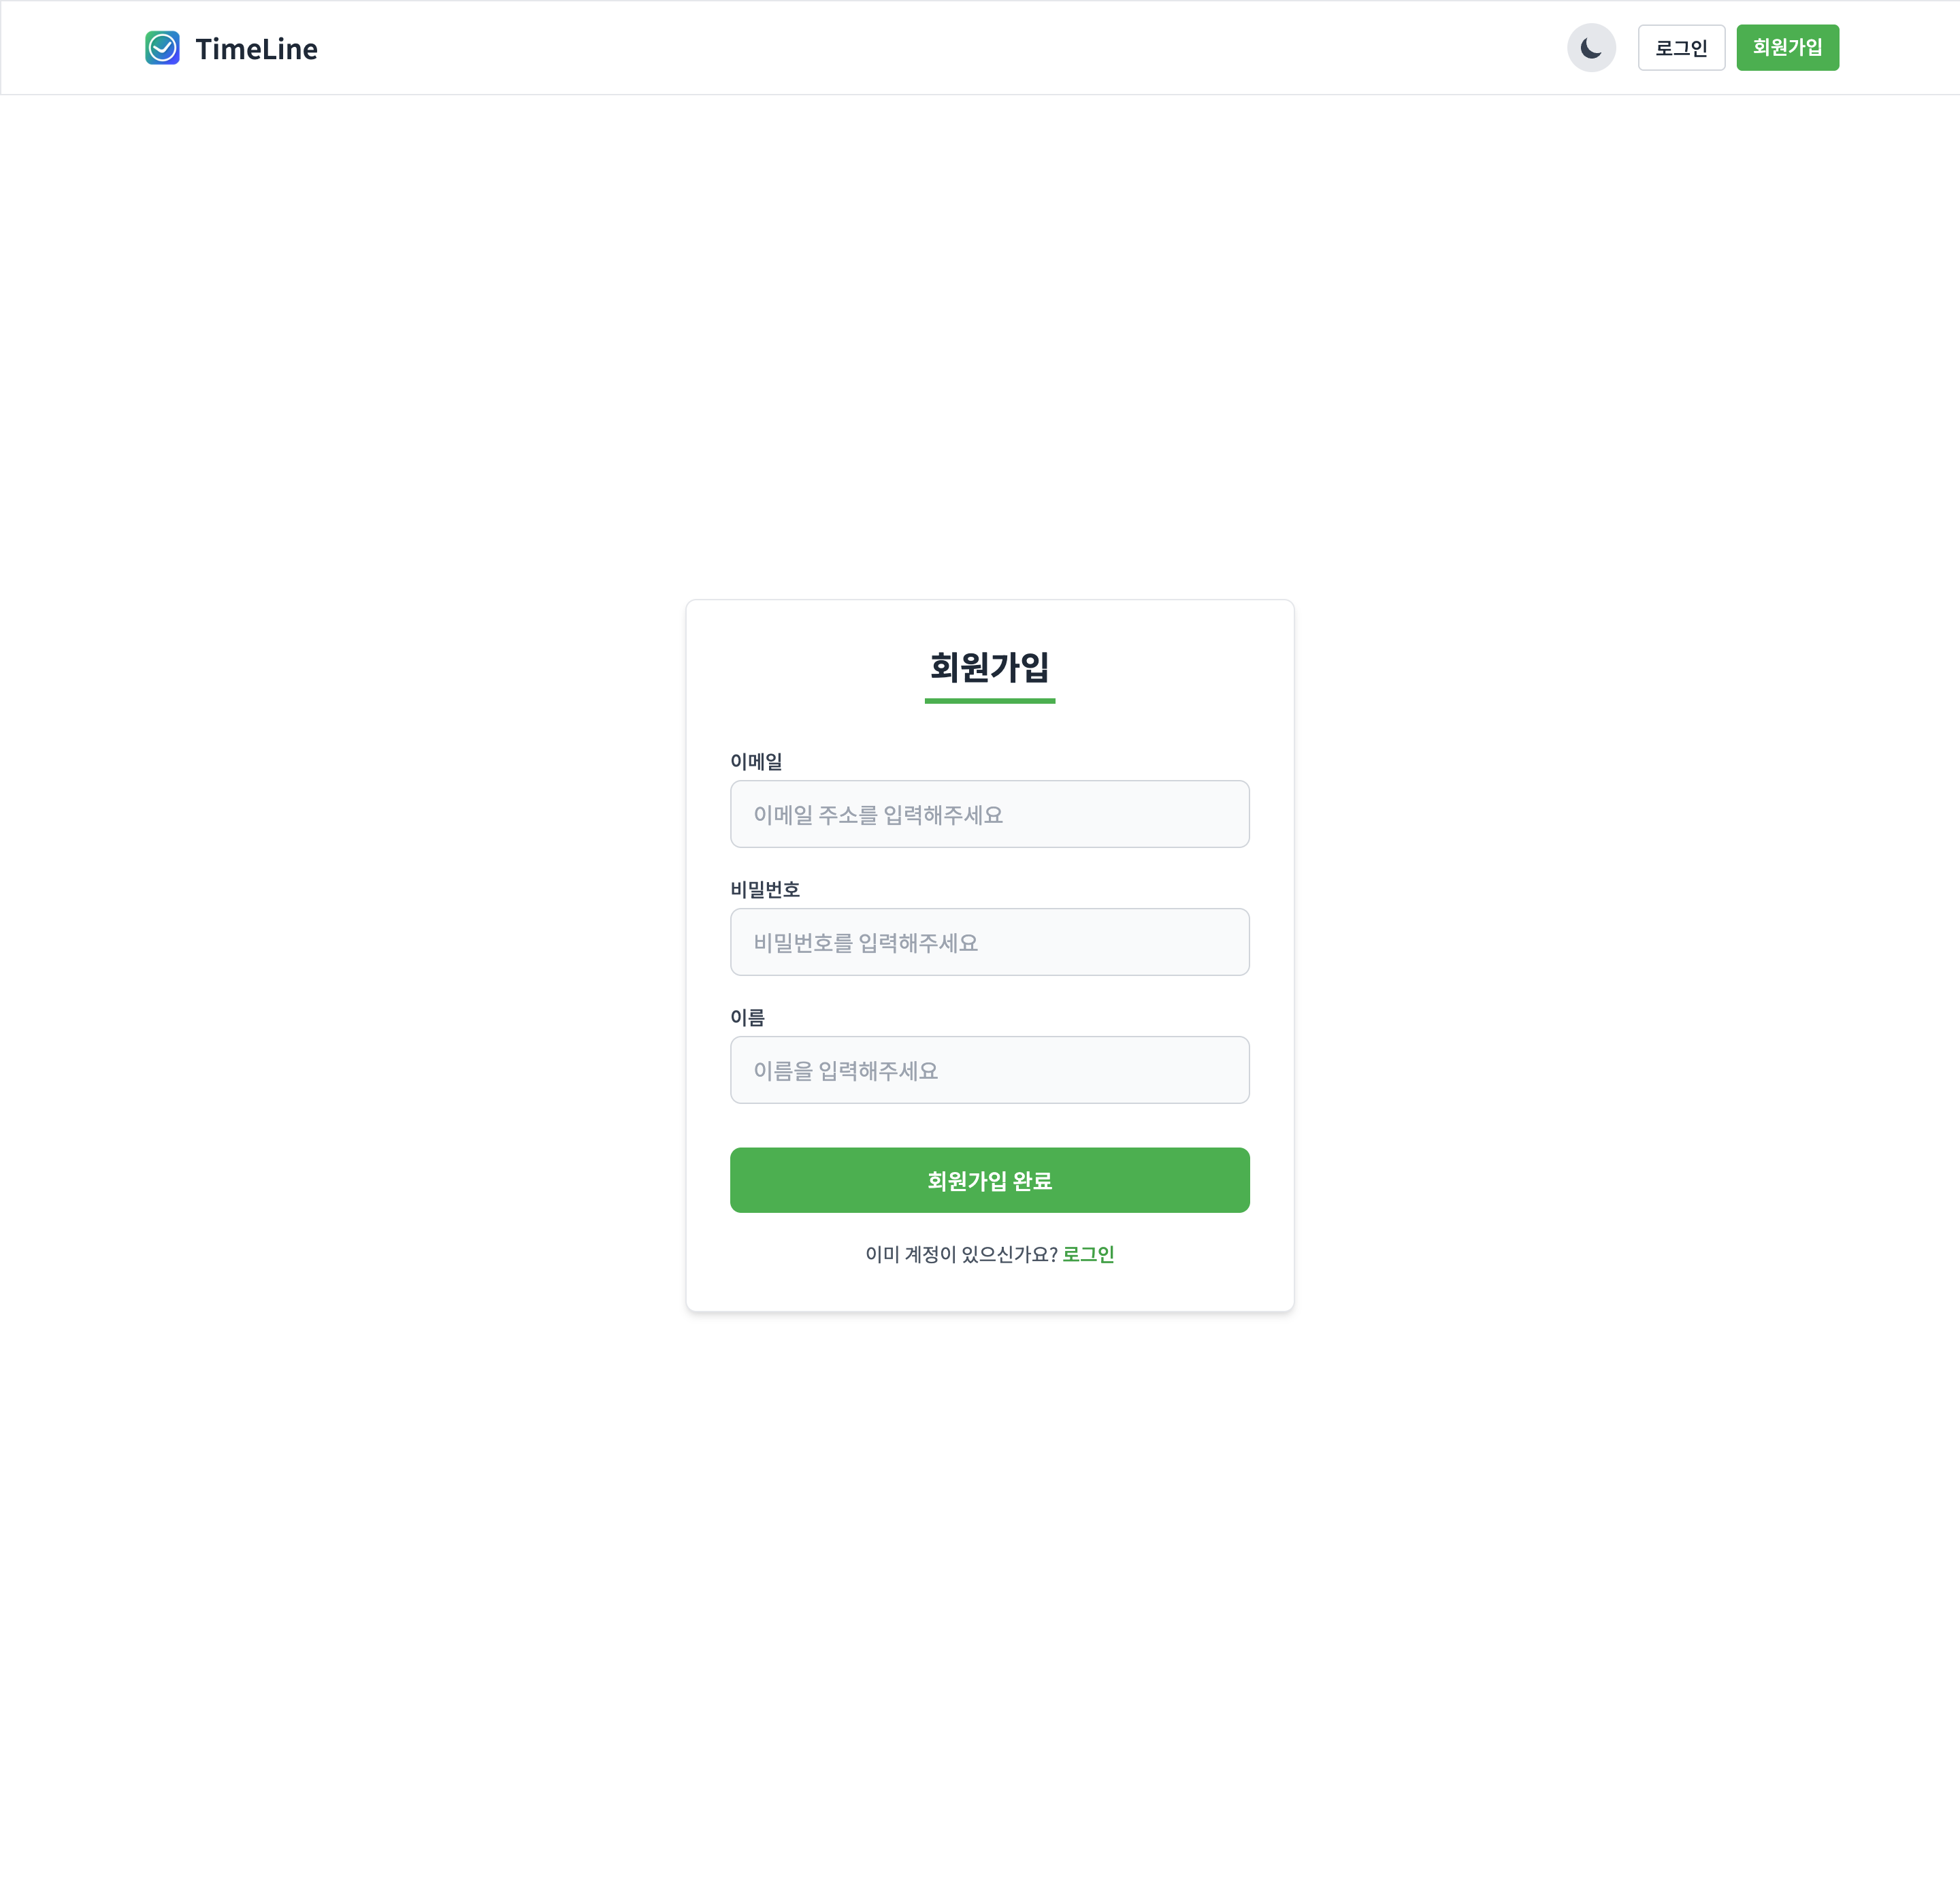 TimeLine
로그인
회원가입
회원가입
이메일
이메일 주소를 입력해주세요
비밀번호
비밀번호를 입력해주세요
이름
이름을 입력해주세요
회원가입 완료
이미 계정이 있으신가요? 로그인